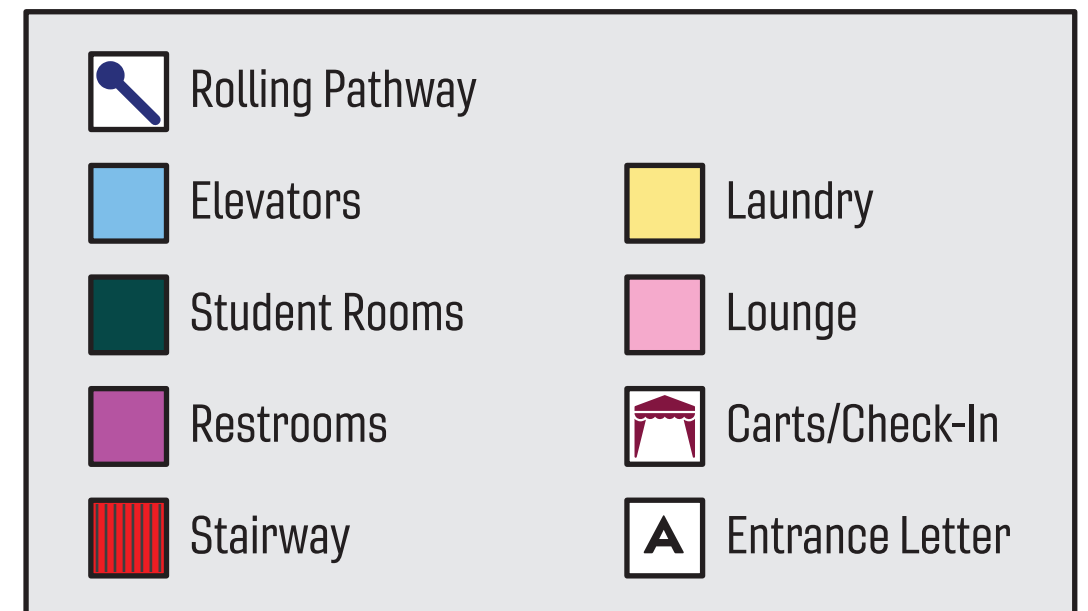 Rolling Pathway
Elevators
Student Rooms
Restrooms
Stairway
Laundry
Lounge
Carts/Check-In
A Entrance Letter